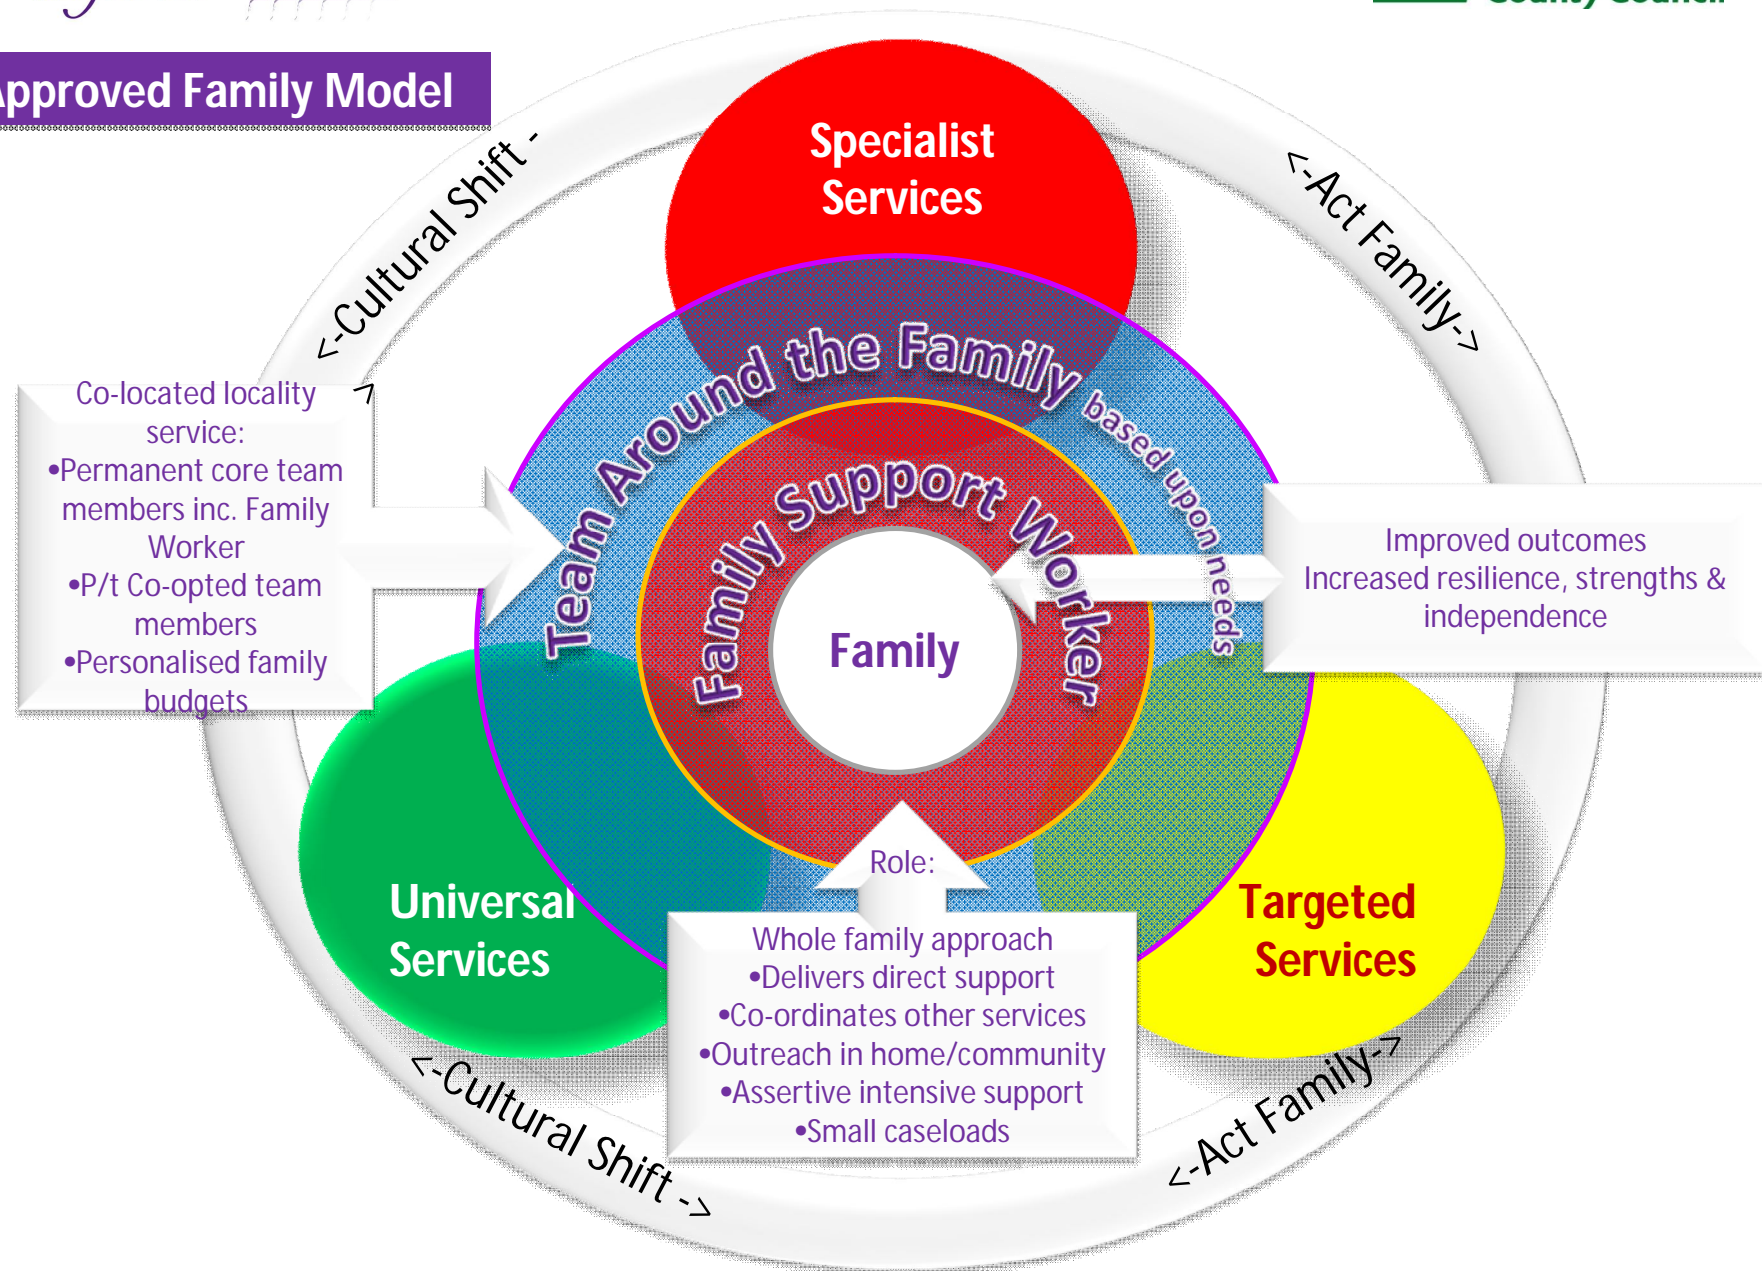 County Council
Approved Family Model
Specialist
Services
<-Cultural Shift -
>
<-Act Family->
Team Around the Family based upon needs
Family Support Worker
Family
Co-located locality
service:
•Permanent core team
members inc. Family
Worker
•P/t Co-opted team
members
•Personalised family
budgets
Improved outcomes
Increased resilience, strengths &
independence
Universal
Services
Targeted
Services
Role:
Whole family approach
•Delivers direct support
•Co-ordinates other services
•Outreach in home/community
•Assertive intensive support
•Small caseloads
<-Cultural Shift ->
<-Act Family->